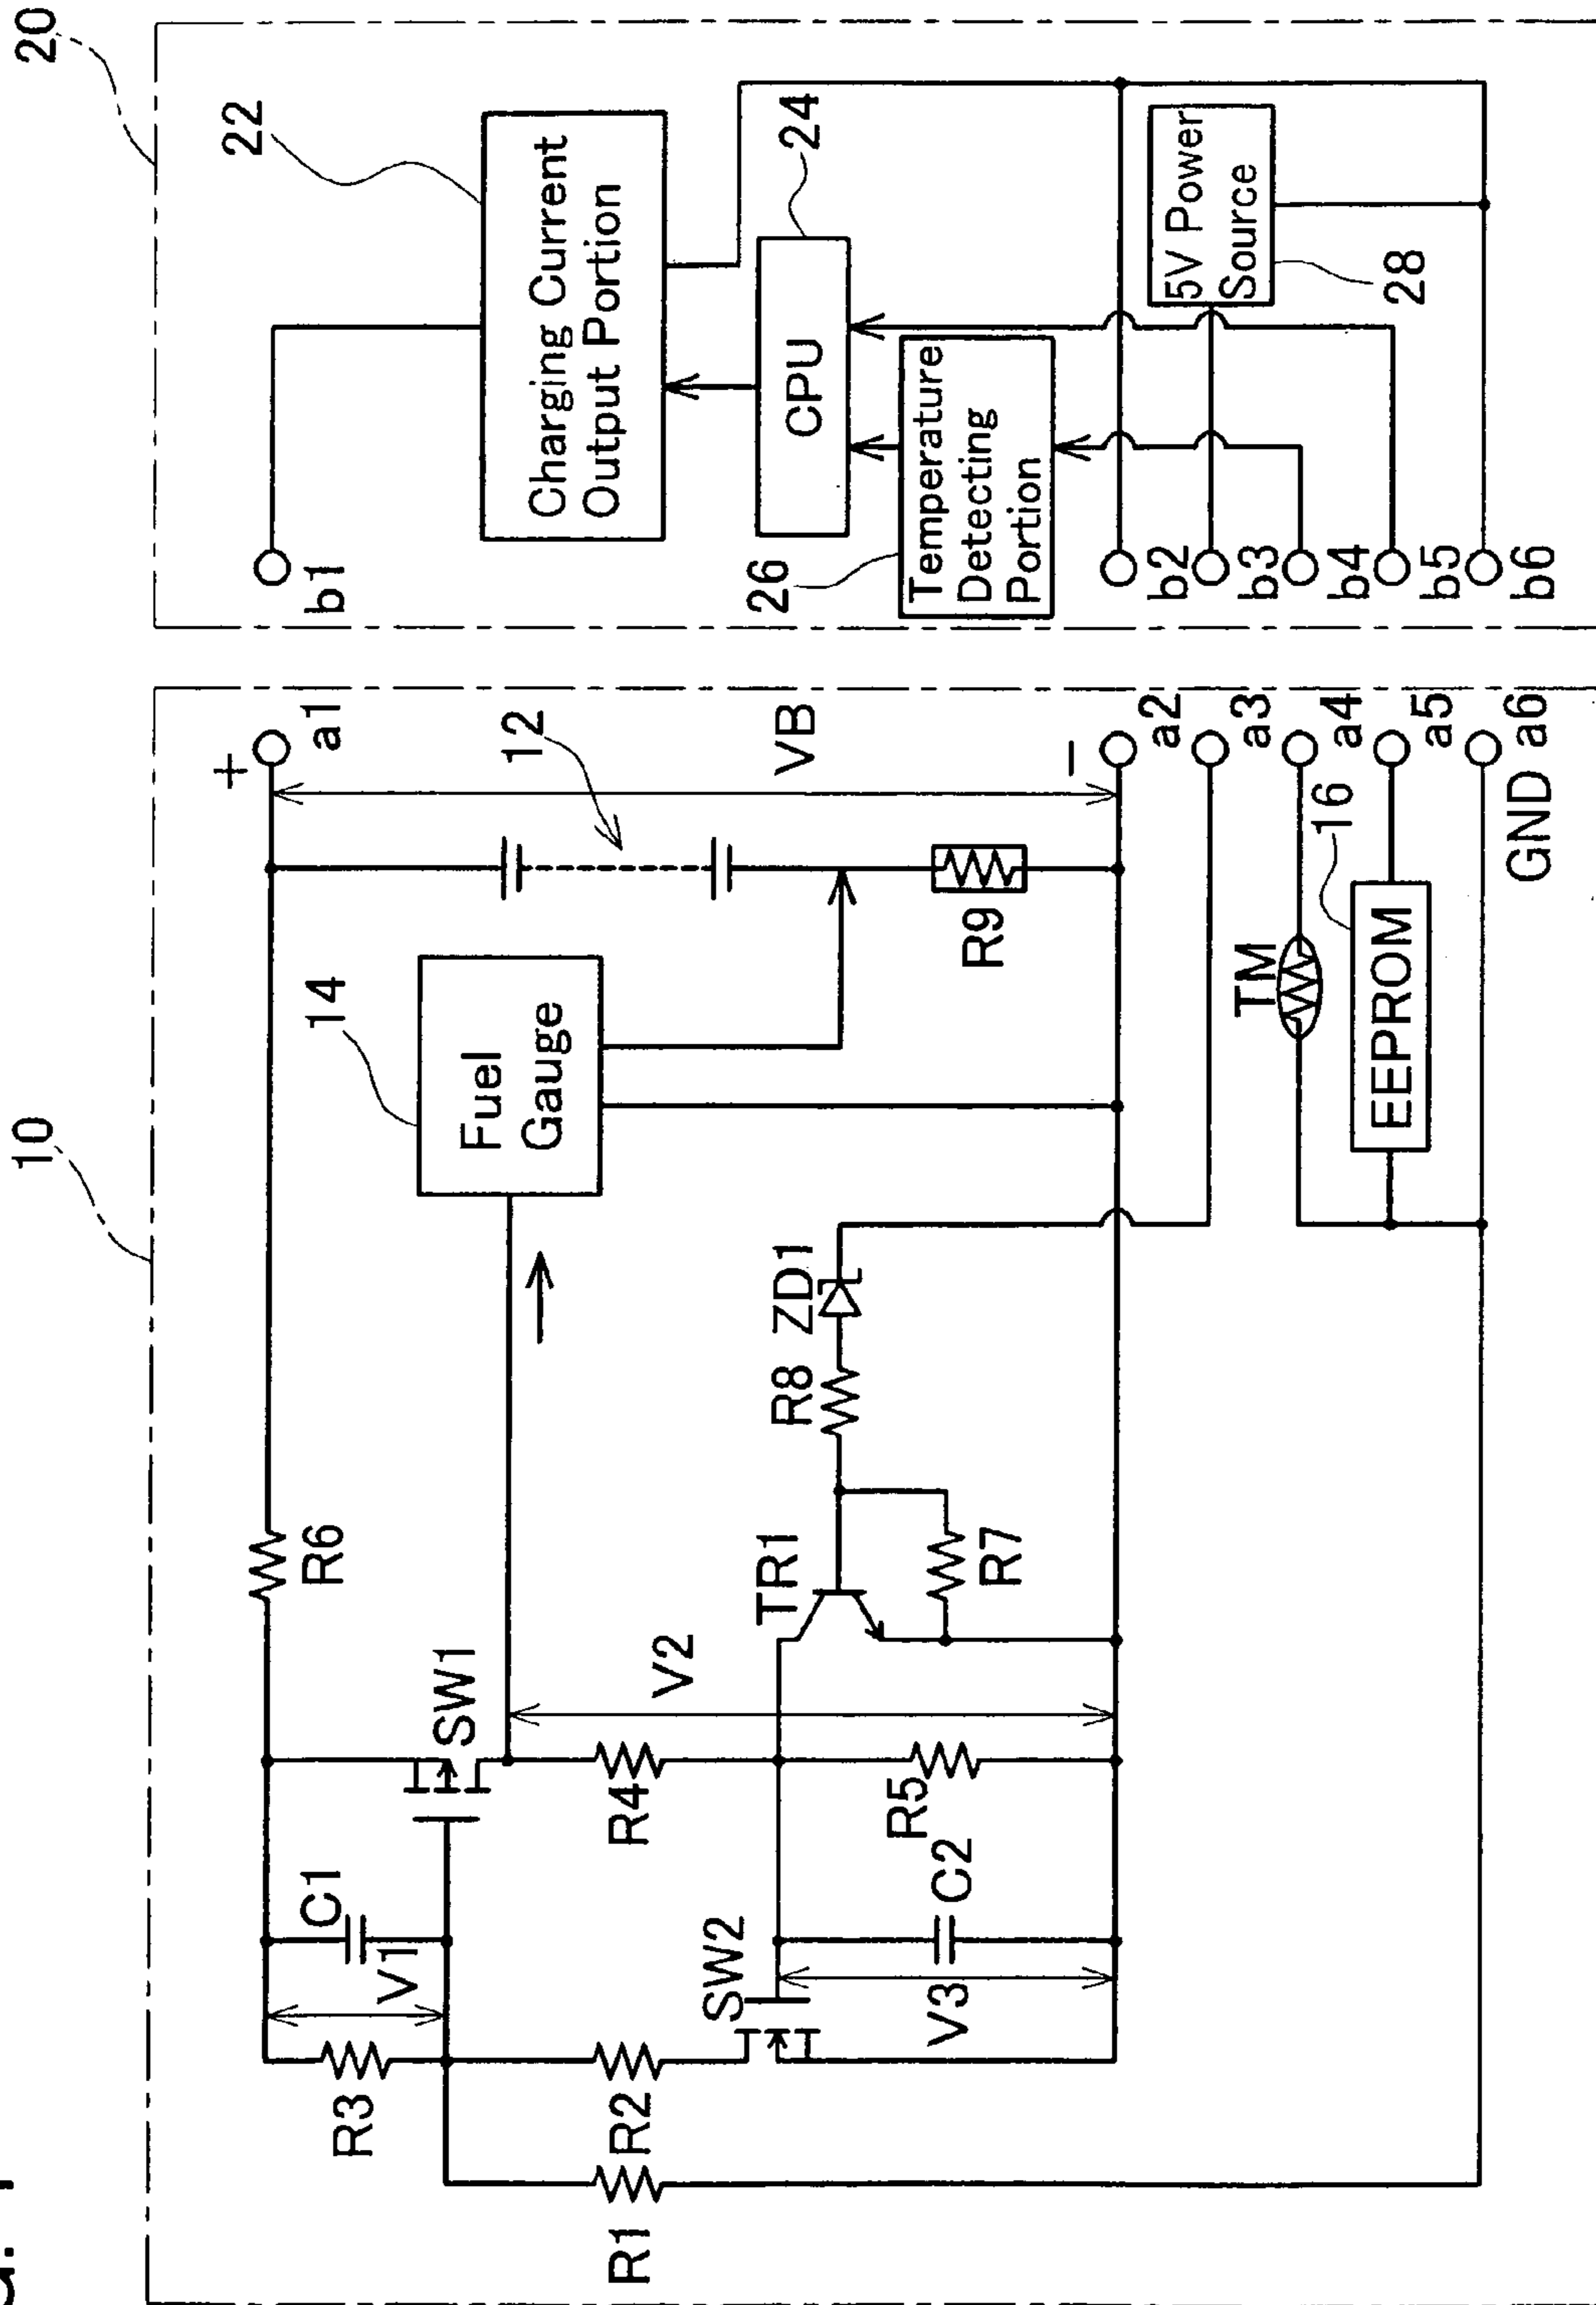 10
20
+
a1
R6
14
Fuel
Gauge
12
VB
C1
V1
R3
SW1
V2
R4
R2
R1
SW2
V3
C2
R5
TR1
R7
R8
ZD1
R9
−
a2
a3
TM
a4
16
EEPROM
a5
GND a6
22
b1
Charging Current
Output Portion
24
CPU
26
Temperature
Detecting
Portion
5V Power
Source
28
b2
b3
b4
b5
b6